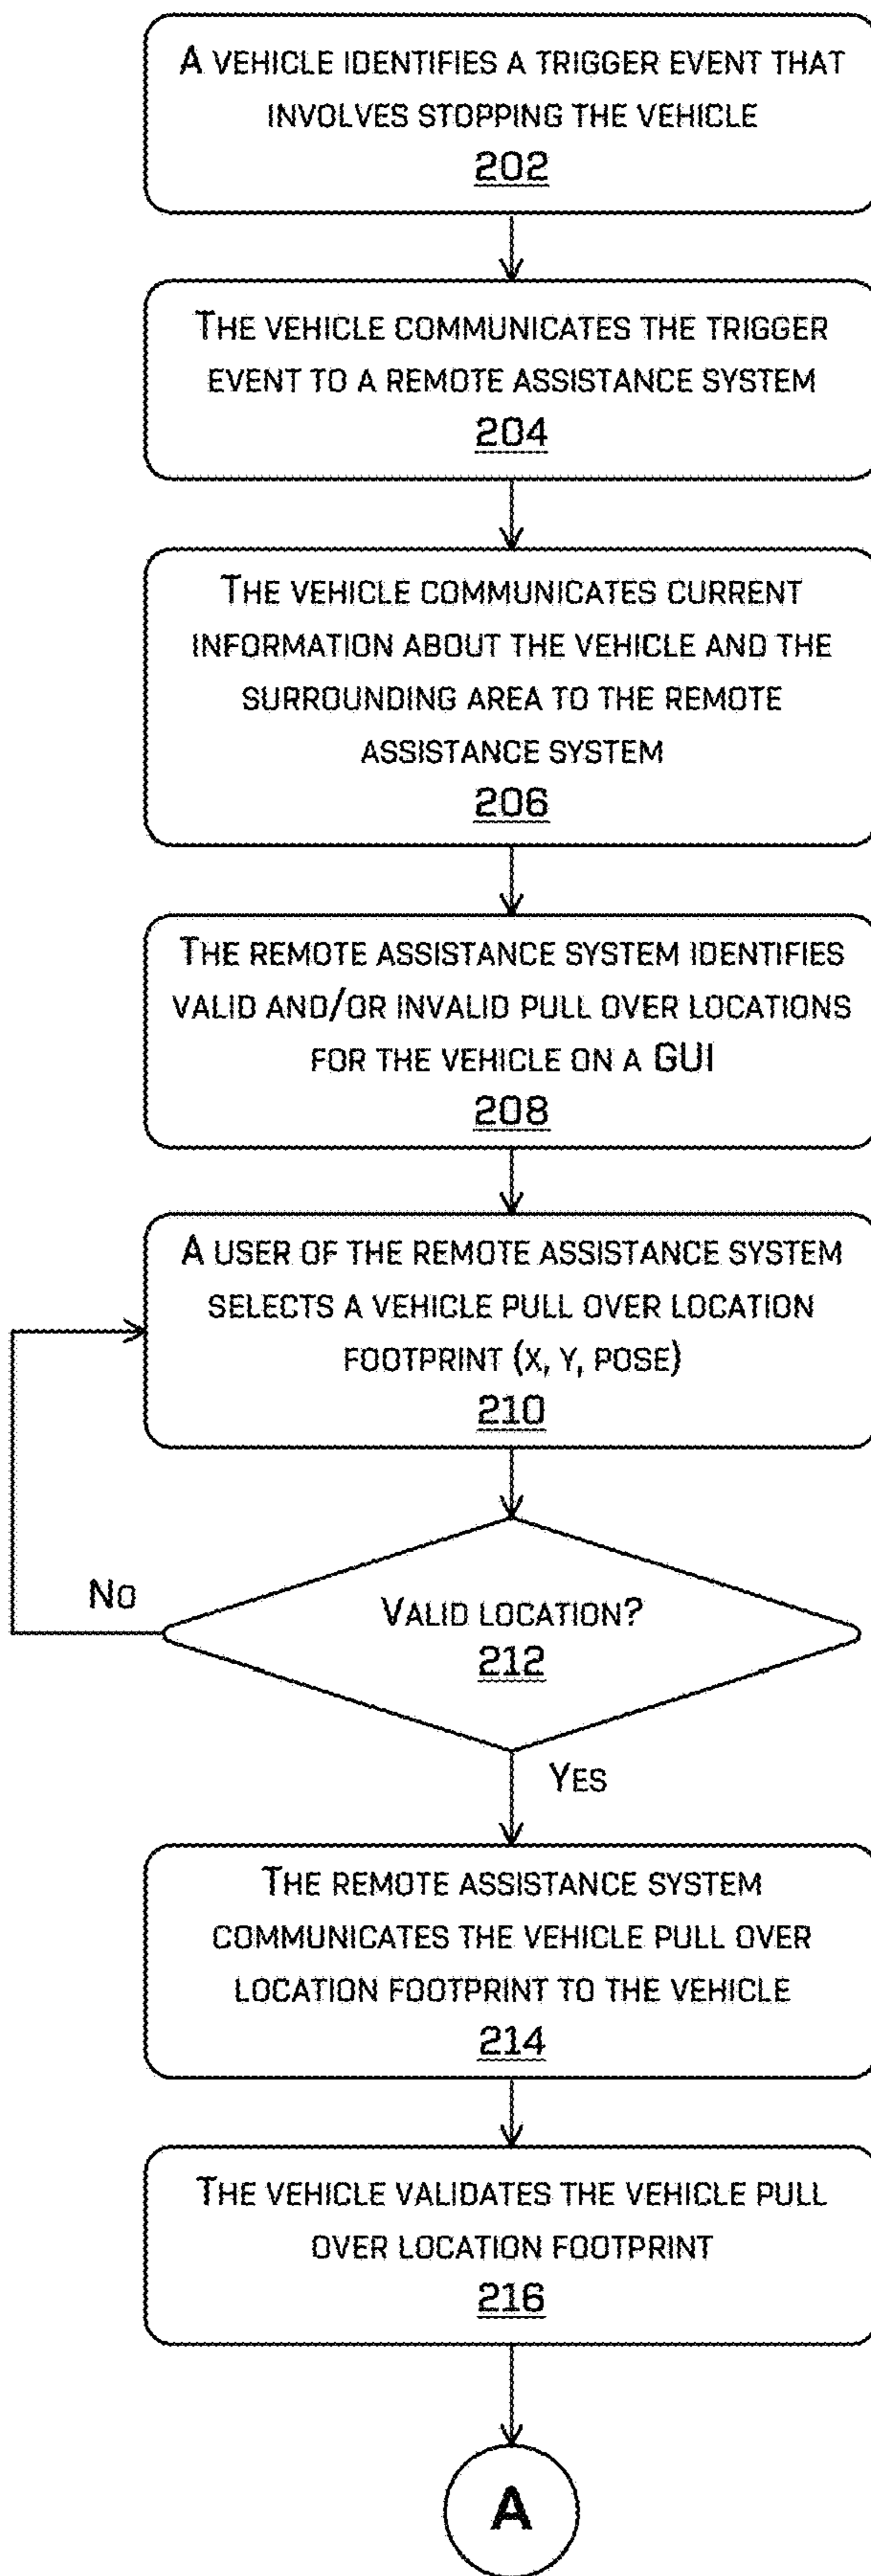 A VEHICLE IDENTIFIES A TRIGGER EVENT THAT
INVOLVES STOPPING THE VEHICLE
202
THE VEHICLE COMMUNICATES THE TRIGGER
EVENT TO A REMOTE ASSISTANCE SYSTEM
204
THE VEHICLE COMMUNICATES CURRENT
INFORMATION ABOUT THE VEHICLE AND THE
SURROUNDING AREA TO THE REMOTE
ASSISTANCE SYSTEM
206
THE REMOTE ASSISTANCE SYSTEM IDENTIFIES
VALID AND/OR INVALID PULL OVER LOCATIONS
FOR THE VEHICLE ON A GUI
208
A USER OF THE REMOTE ASSISTANCE SYSTEM
SELECTS A VEHICLE PULL OVER LOCATION
FOOTPRINT (X, Y, POSE)
210
NO
VALID LOCATION?
212
YES
THE REMOTE ASSISTANCE SYSTEM
COMMUNICATES THE VEHICLE PULL OVER
LOCATION FOOTPRINT TO THE VEHICLE
214
THE VEHICLE VALIDATES THE VEHICLE PULL
OVER LOCATION FOOTPRINT
216
A